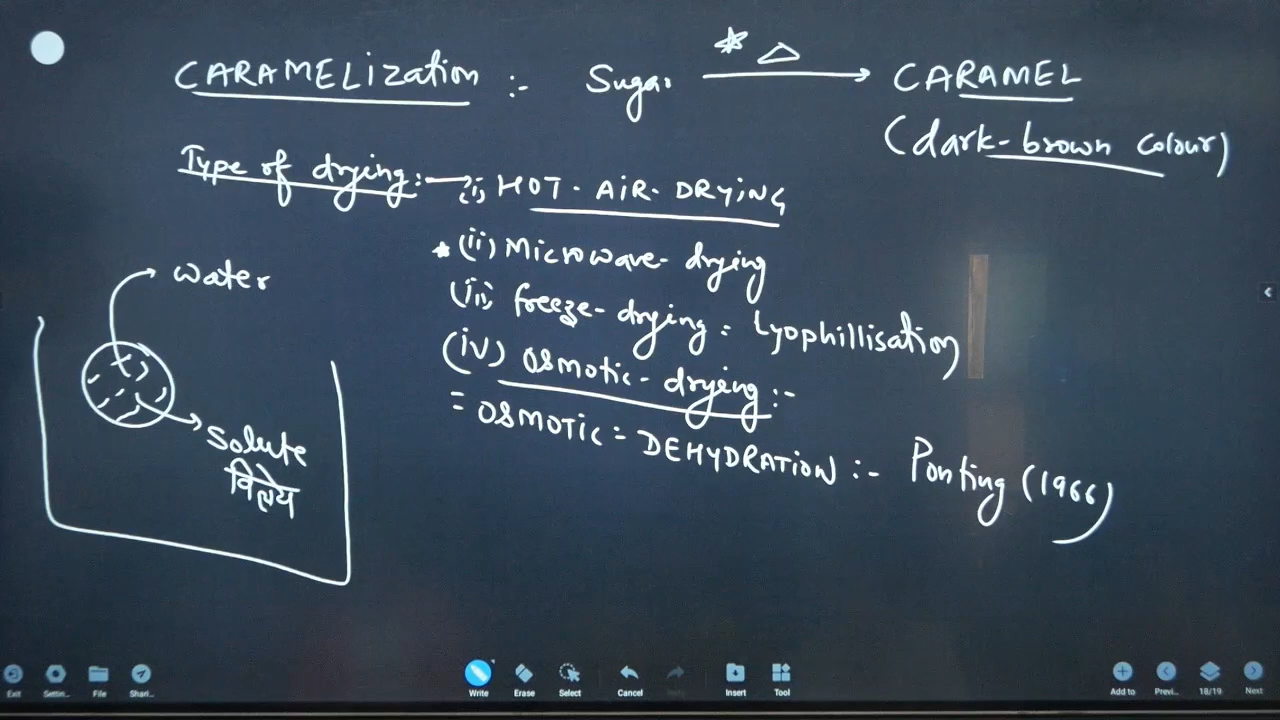 CARAMELization :- Sugar * △ → CARAMEL
(dark-brown colour)
Type of drying:→ (i) HOT-AIR-DRYING
* (ii) Microwave-drying
(iii) freeze-drying = Lyophillisation
(iv) Osmotic-drying:-
= OSMOTIC = DEHYDRATION :- Ponting (1966)
water
Solute
विलेय
Exit
Settin...
File
Shari...
Write
Erase
Select
Cancel
Insert
Tool
Add to
Previ...
18/19
Next